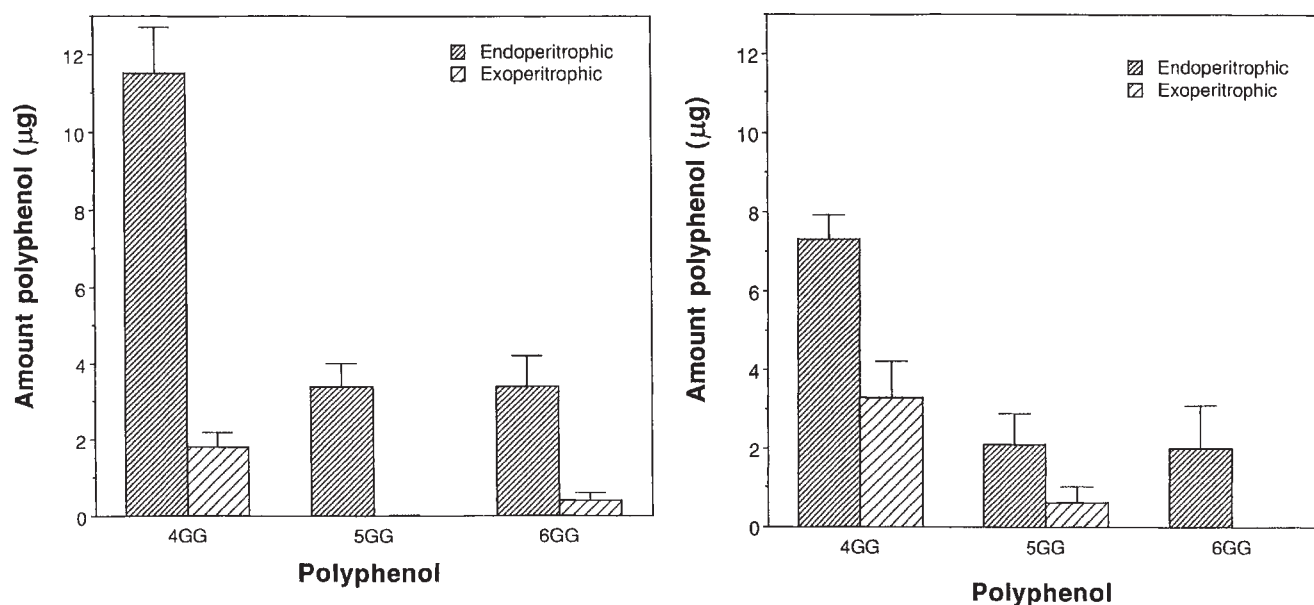 Amount polyphenol (µg)
12
10
8
6
4
2
0
Endoperitrophic
Exoperitrophic
4GG
5GG
6GG
Polyphenol
Amount polyphenol (µg)
12
10
8
6
4
2
0
Endoperitrophic
Exoperitrophic
4GG
5GG
6GG
Polyphenol